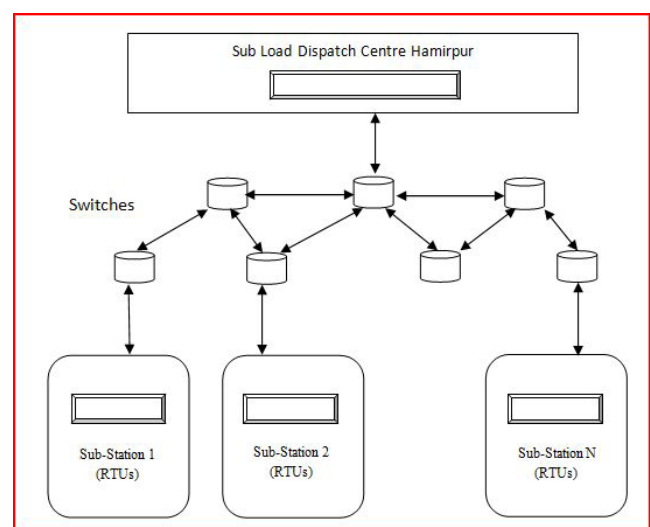 Sub Load Dispatch Centre Hamirpur
Switches
Sub-Station 1
(RTUs)
Sub-Station 2
(RTUs)
Sub-Station N
(RTUs)